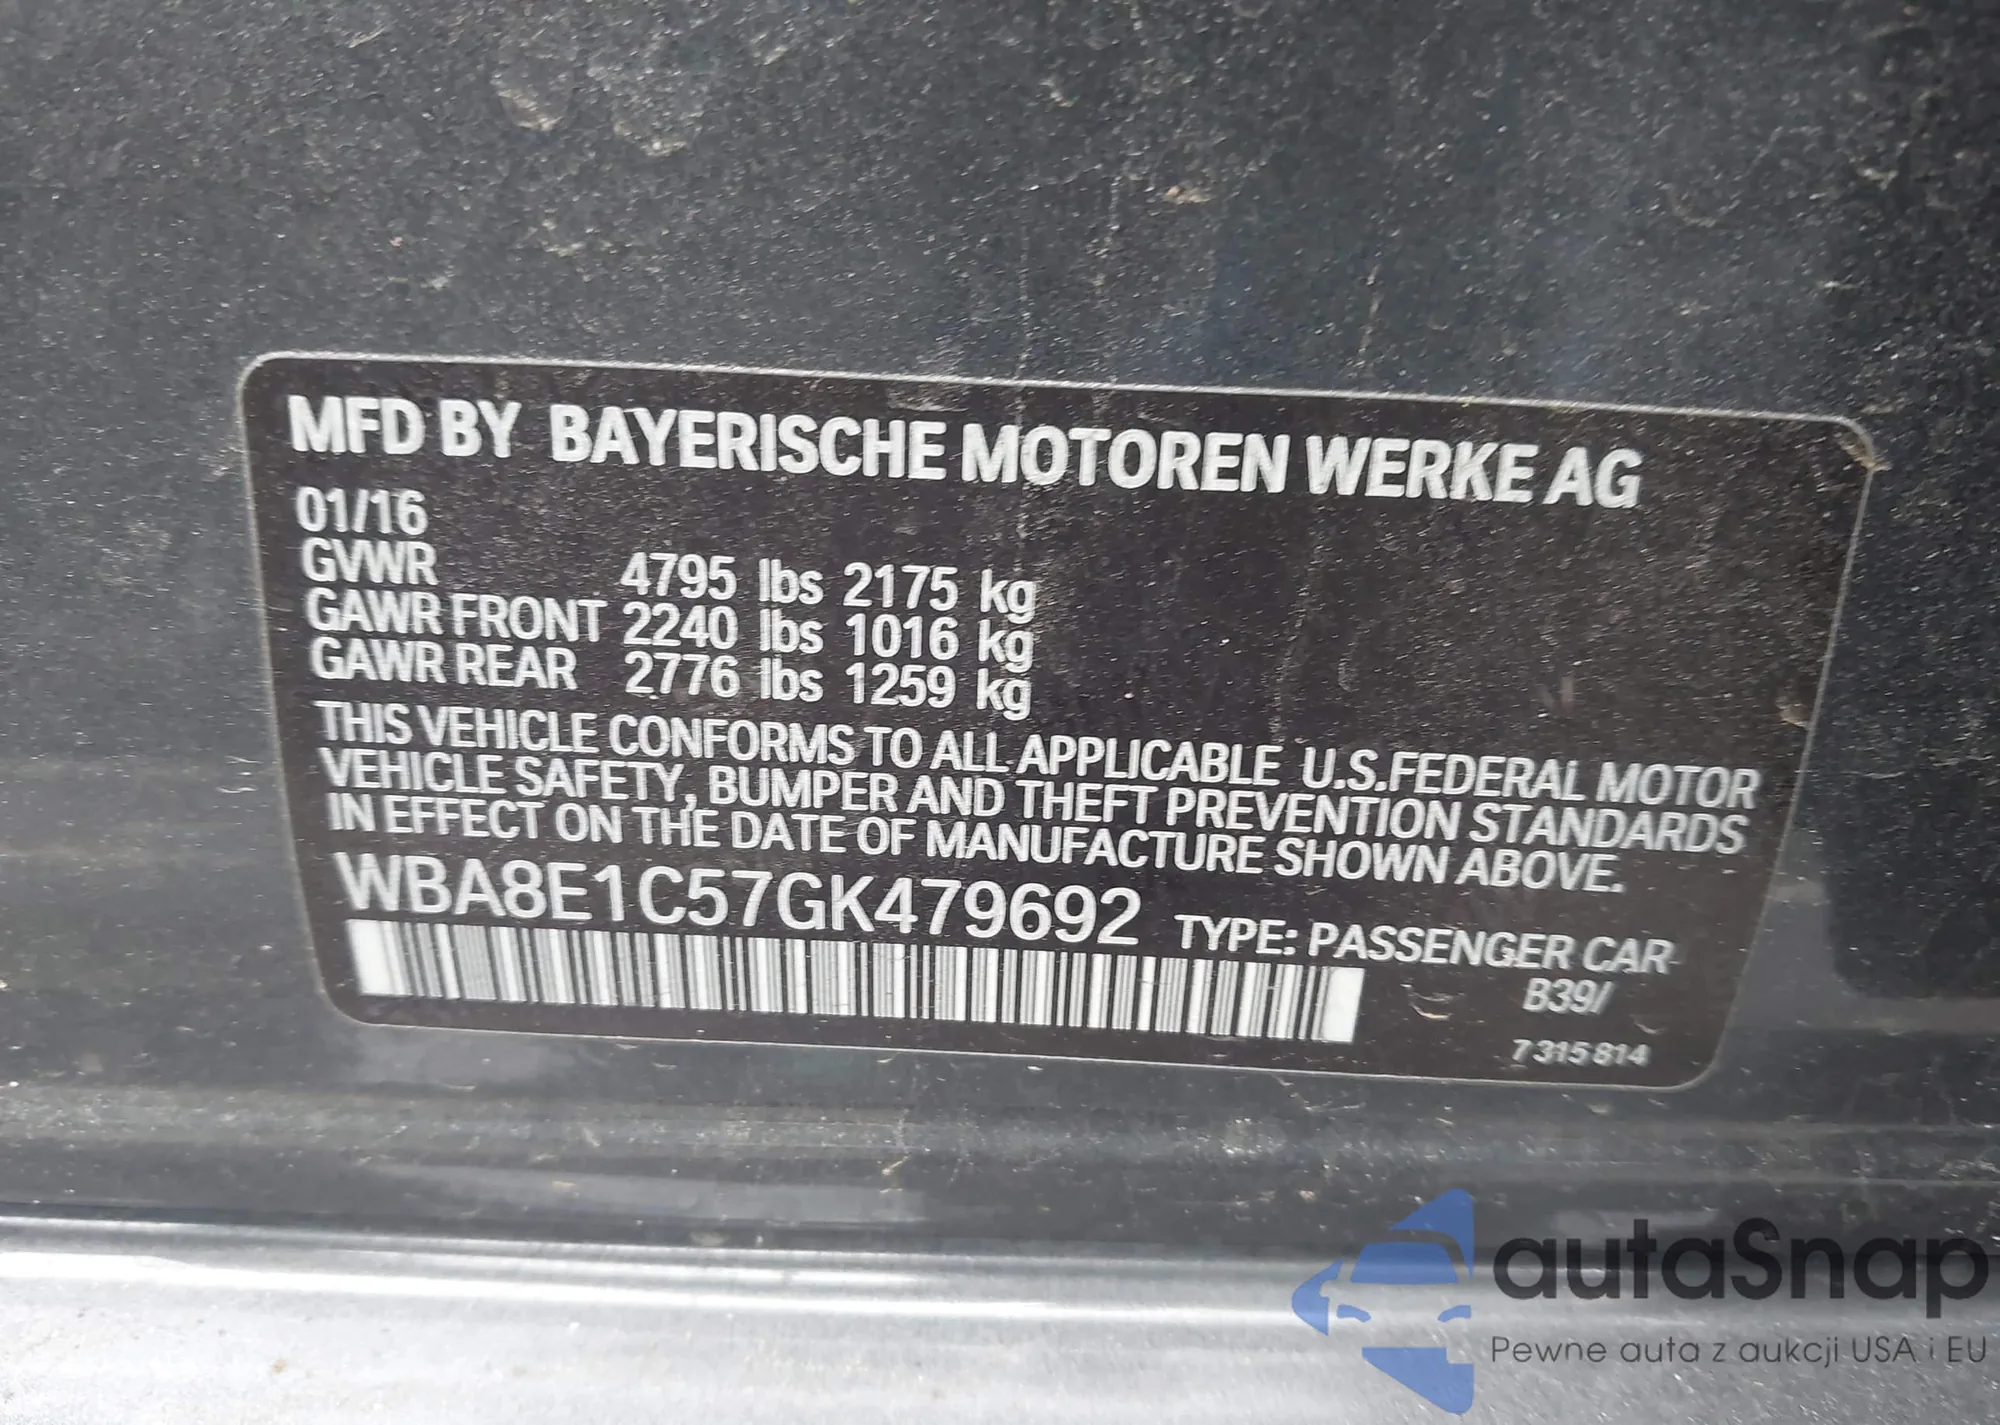 MFD BY BAYERISCHE MOTOREN WERKE AG
01/16
GVWR 4795 lbs 2175 kg
GAWR FRONT 2240 lbs 1016 kg
GAWR REAR 2776 lbs 1259 kg
THIS VEHICLE CONFORMS TO ALL APPLICABLE U.S.FEDERAL MOTOR
VEHICLE SAFETY, BUMPER AND THEFT PREVENTION STANDARDS
IN EFFECT ON THE DATE OF MANUFACTURE SHOWN ABOVE.
WBA8E1C57GK479692 TYPE: PASSENGER CAR
B39/
7 315 814
autaSnap
Pewne auta z aukcji USA i EU